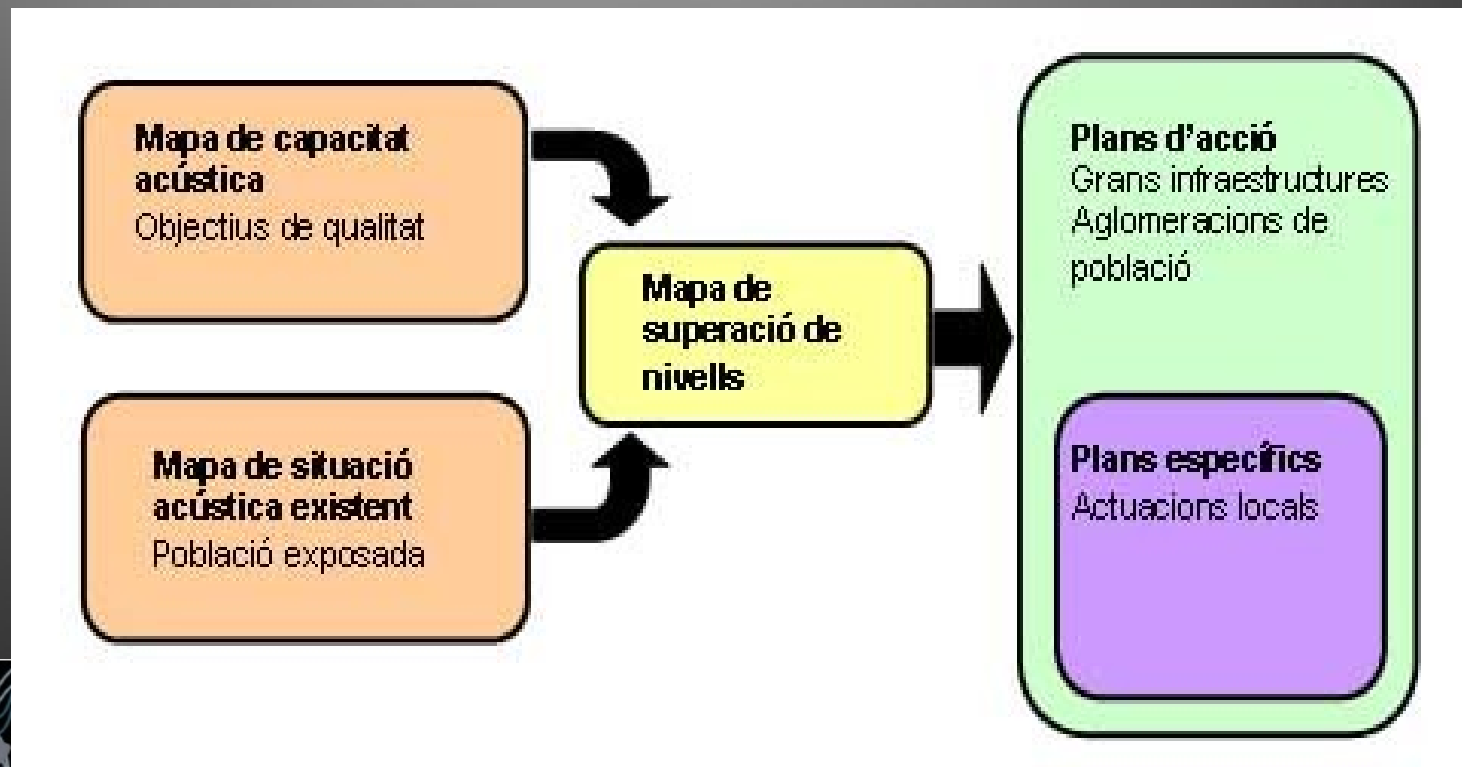 Mapa de capacitat
acústica
Objectius de qualitat
Mapa de situació
acústica existent
Població exposada
Mapa de
superació de
nivells
Plans d'acció
Grans infraestructures
Aglomeracions de
població
Plans específics
Actuacions locals